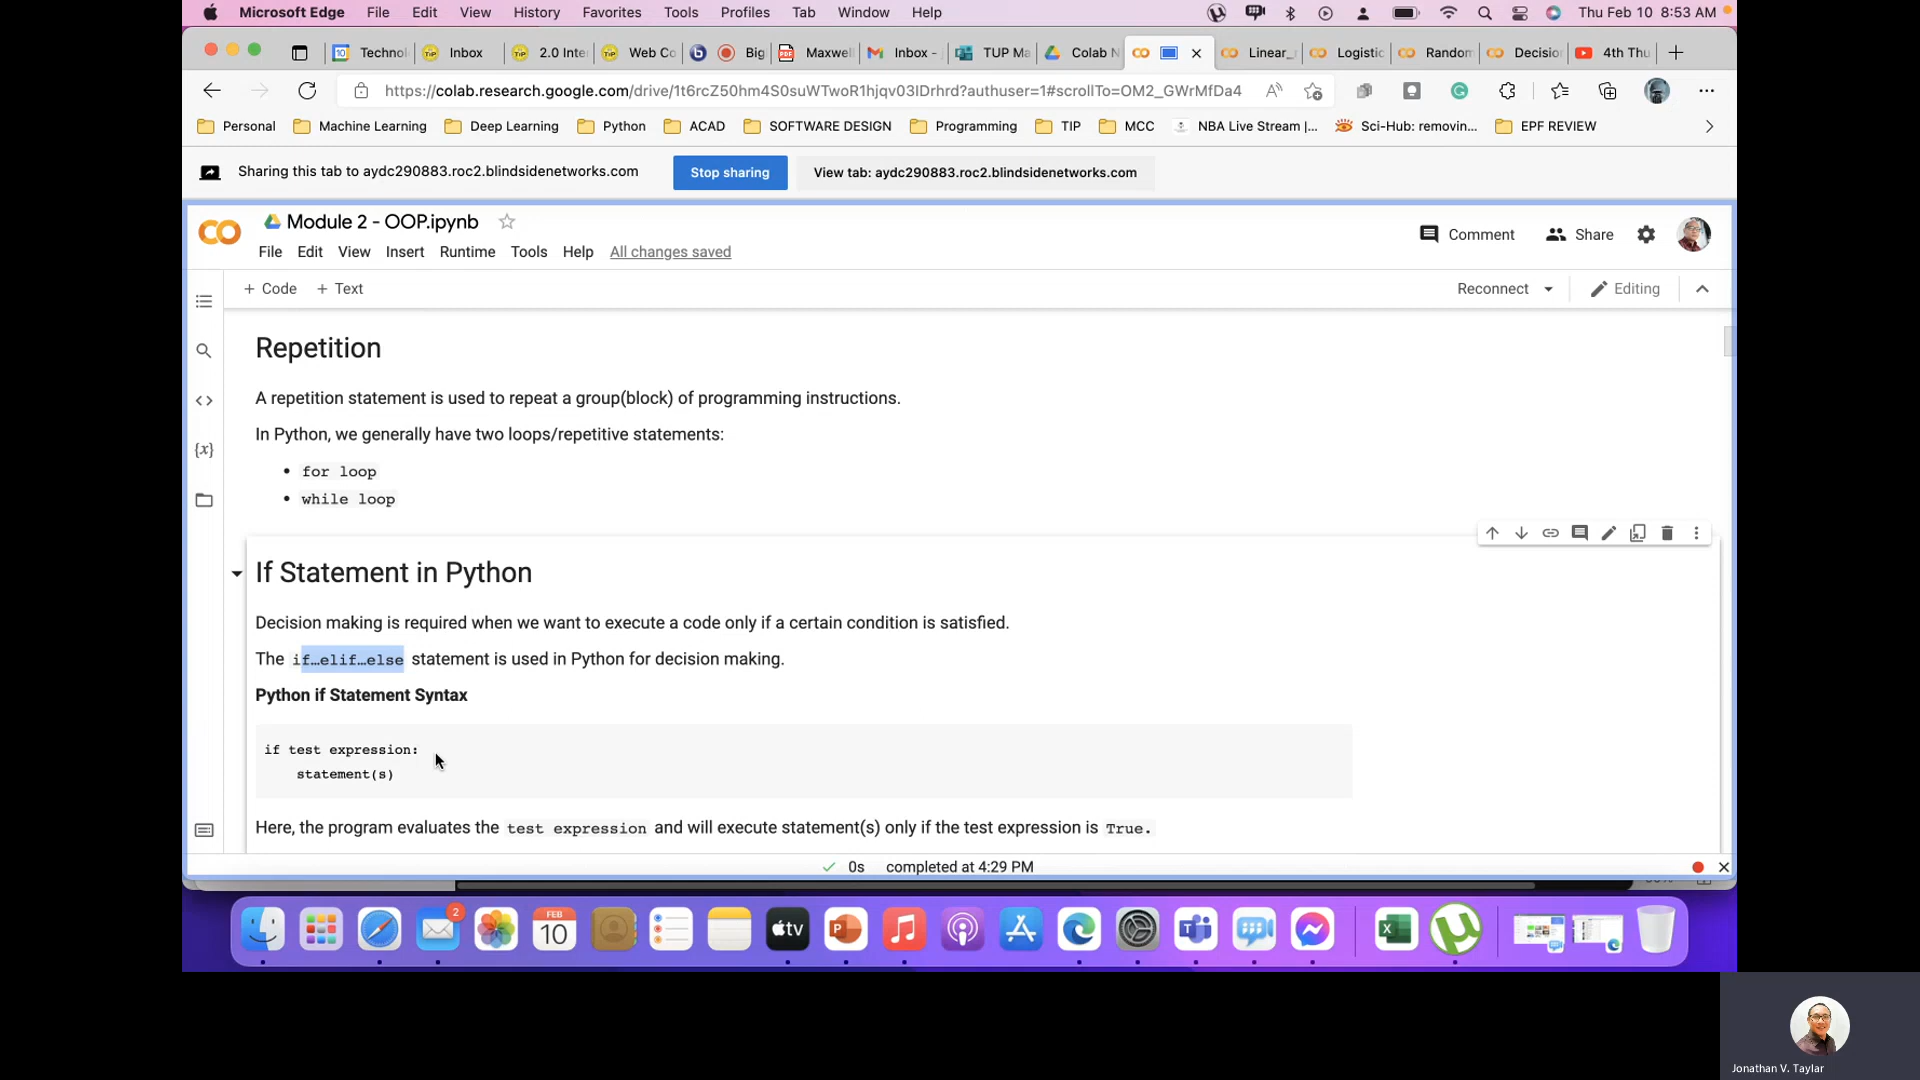 Microsoft Edge File Edit View History Favorites Tools Profiles Tab Window Help Thu Feb 10 8:53 AM
Technol Inbox 2.0 Inte Web Co Big Maxwel Inbox - TUP Ma Colab N Linear_ Logistic Random Decision 4th Thu
https://colab.research.google.com/drive/1t6rcZ50hm4S0suWTwoR1hjqv03IDrhrd?authuser=1#scrollTo=OM2_GWrMfDa4
Personal Machine Learning Deep Learning Python ACAD SOFTWARE DESIGN Programming TIP MCC NBA Live Stream |... Sci-Hub: removin... EPF REVIEW
Sharing this tab to aydc290883.roc2.blindsidenetworks.com Stop sharing View tab: aydc290883.roc2.blindsidenetworks.com
Module 2 - OOP.ipynb
Comment Share
File Edit View Insert Runtime Tools Help All changes saved
+ Code + Text Reconnect Editing
Repetition
A repetition statement is used to repeat a group(block) of programming instructions.
In Python, we generally have two loops/repetitive statements:
• for loop
• while loop
If Statement in Python
Decision making is required when we want to execute a code only if a certain condition is satisfied.
The if…elif…else statement is used in Python for decision making.
Python if Statement Syntax
if test expression:
statement(s)
Here, the program evaluates the test expression and will execute statement(s) only if the test expression is True.
0s completed at 4:29 PM
2
FEB
10
tv
Jonathan V. Taylor